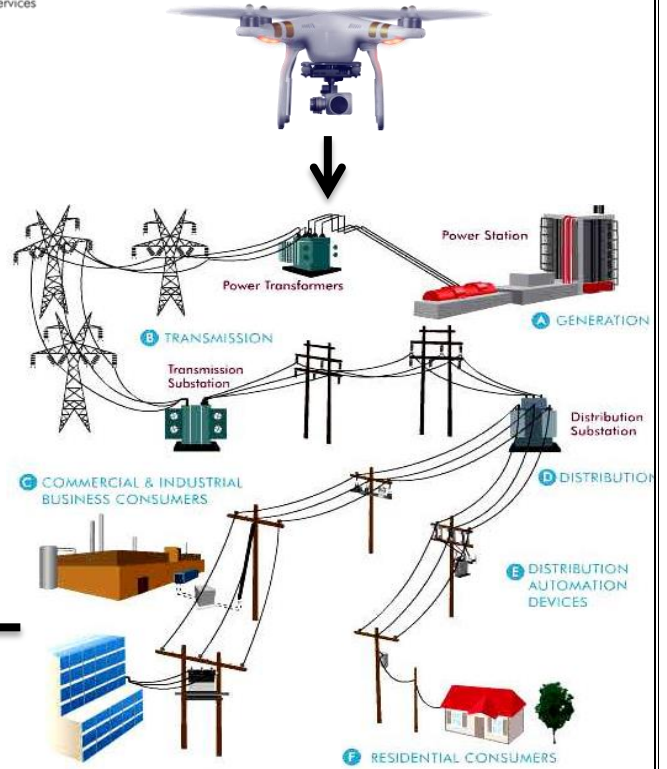 Power Station
Power Transformers
A GENERATION
B TRANSMISSION
Transmission
Substation
Distribution
Substation
C COMMERCIAL & INDUSTRIAL
BUSINESS CONSUMERS
D DISTRIBUTION
E DISTRIBUTION
AUTOMATION
DEVICES
F RESIDENTIAL CONSUMERS